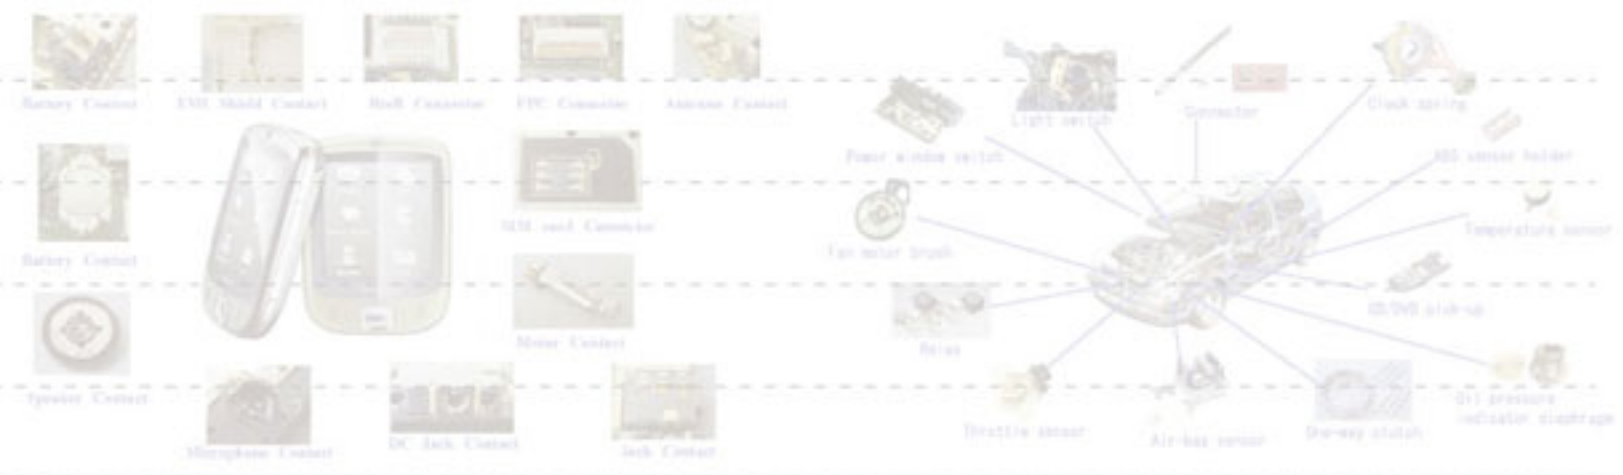 Battery Contact
EMI Shield Contact
BtoB Connector
FPC Connector
Antenna Contact
Battery Contact
SIM card Connector
Motor Contact
Speaker Contact
Microphone Contact
DC Jack Contact
Jack Contact
Light switch
Connector
Clock spring
Power window switch
ABS sensor holder
Fan motor brush
Temperature sensor
CD/DVD pick-up
Relay
Throttle sensor
Air-bag sensor
One-way clutch
Oil pressure
indicator diaphragm